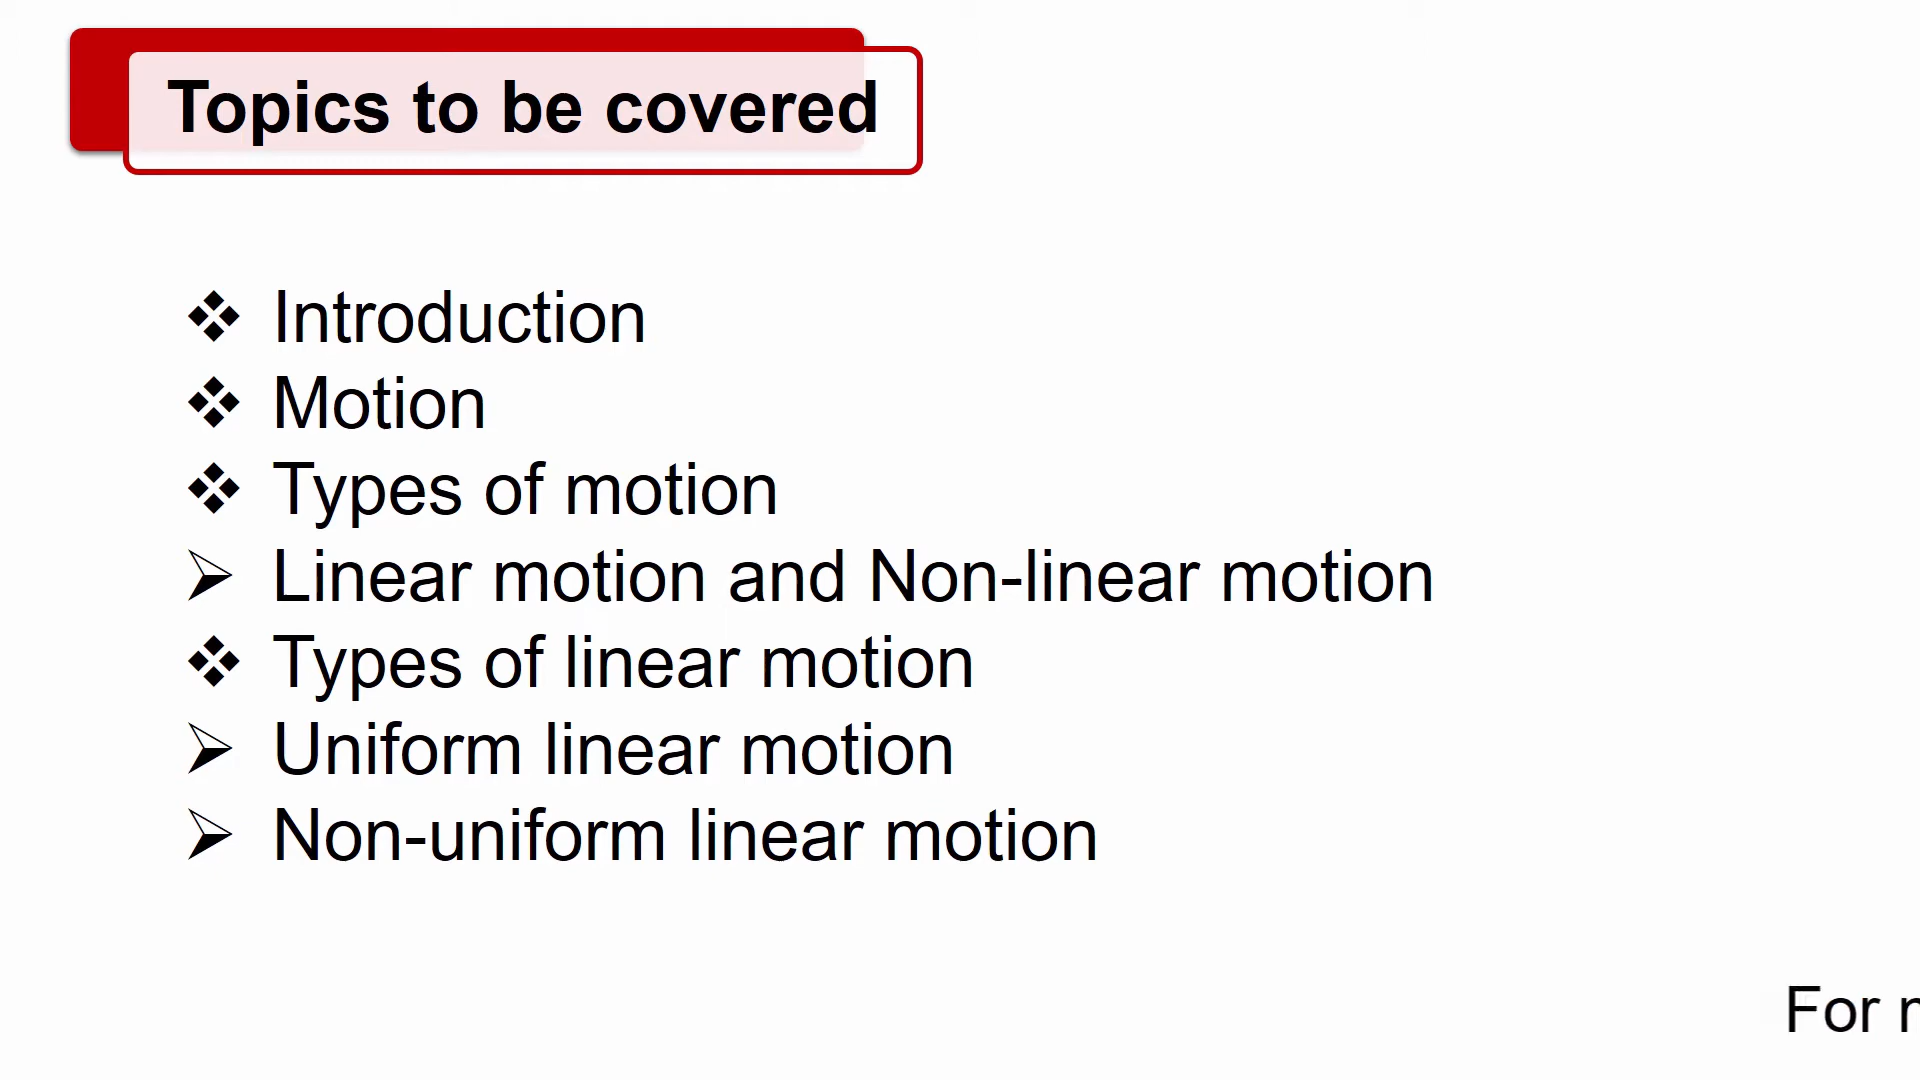 Topics to be covered
❖ Introduction
❖ Motion
❖ Types of motion
➢ Linear motion and Non-linear motion
❖ Types of linear motion
➢ Uniform linear motion
➢ Non-uniform linear motion
For